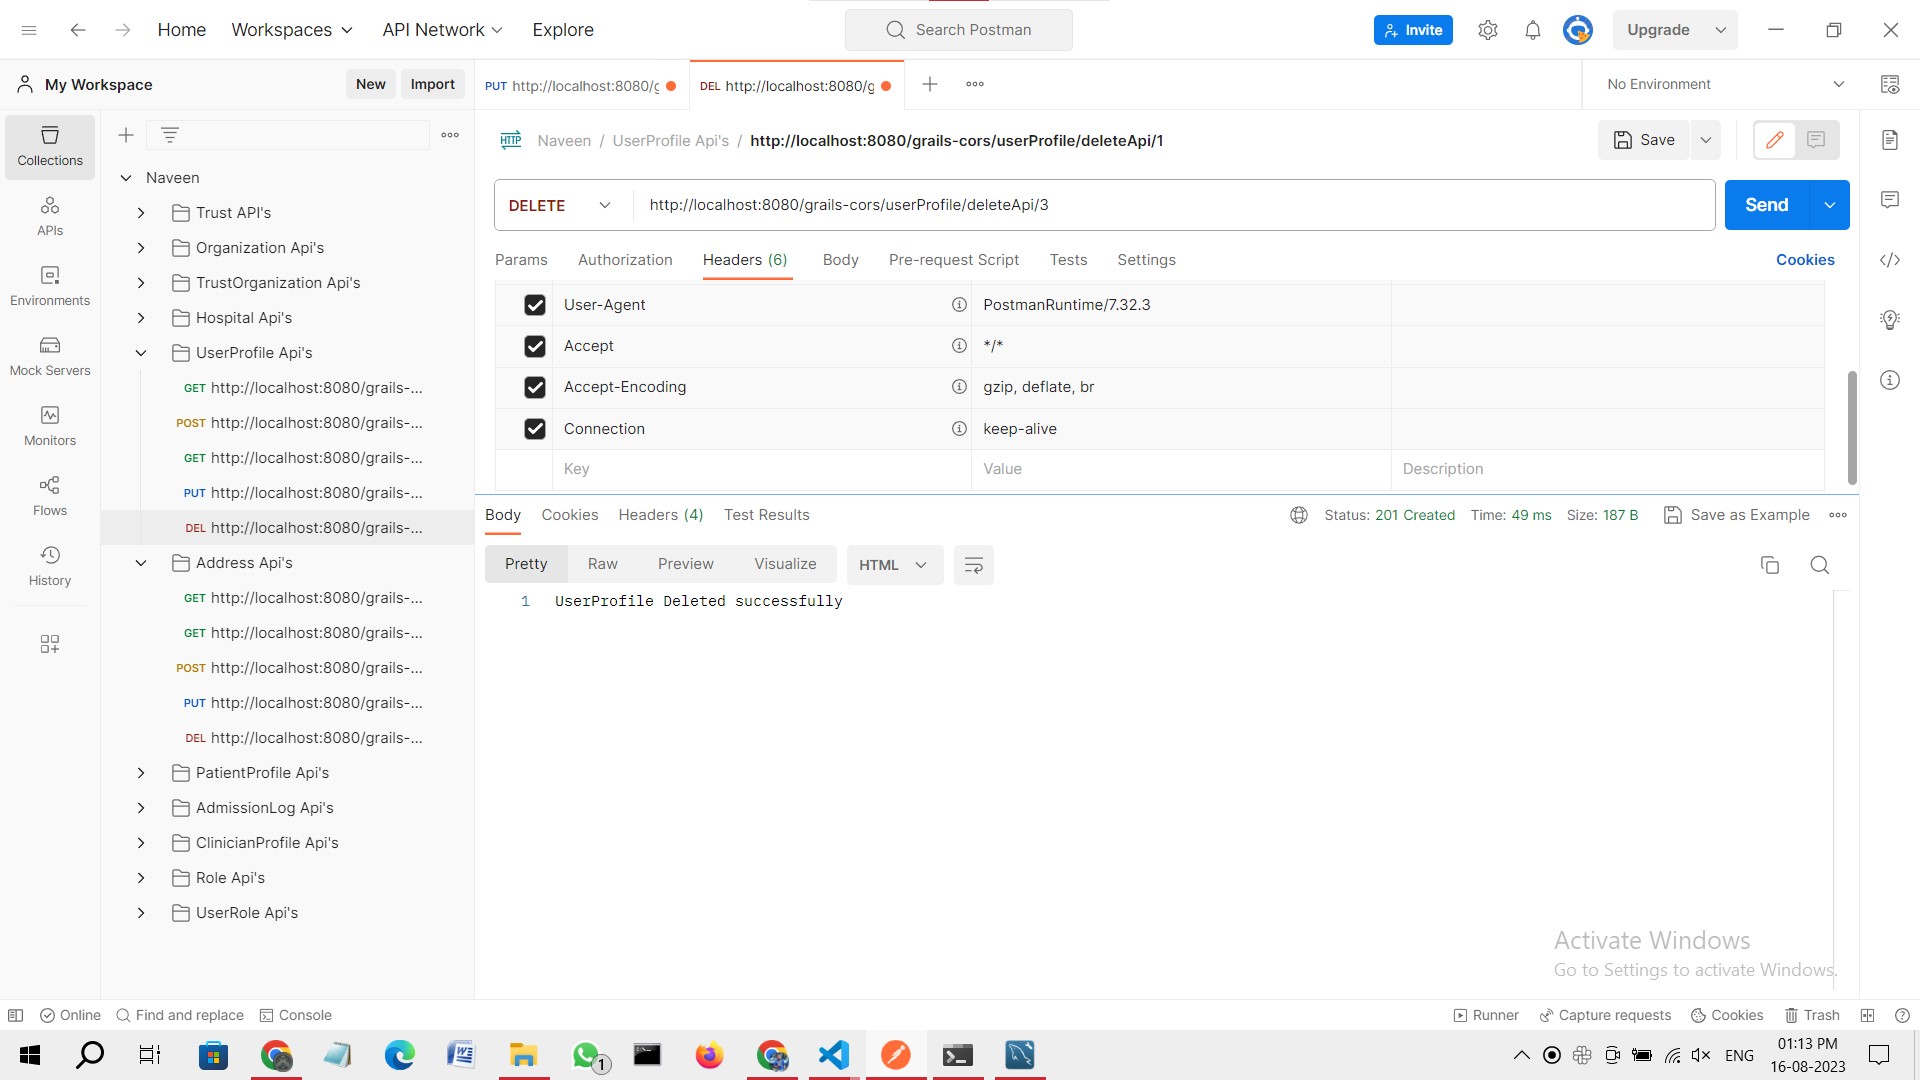 Home Workspaces API Network Explore Search Postman Invite Upgrade
My Workspace New Import PUT http://localhost:8080/g DEL http://localhost:8080/g No Environment
Naveen / UserProfile Api's / http://localhost:8080/grails-cors/userProfile/deleteApi/1 Save
DELETE http://localhost:8080/grails-cors/userProfile/deleteApi/3 Send
Params Authorization Headers (6) Body Pre-request Script Tests Settings Cookies
User-Agent PostmanRuntime/7.32.3
Accept */*
Accept-Encoding gzip, deflate, br
Connection keep-alive
Key Value Description
Body Cookies Headers (4) Test Results Status: 201 Created Time: 49 ms Size: 187 B Save as Example
Pretty Raw Preview Visualize HTML
1 UserProfile Deleted successfully
Collections
APIs
Environments
Mock Servers
Monitors
Flows
History
Naveen
Trust API's
Organization Api's
TrustOrganization Api's
Hospital Api's
UserProfile Api's
GET http://localhost:8080/grails-...
POST http://localhost:8080/grails-...
GET http://localhost:8080/grails-...
PUT http://localhost:8080/grails-...
DEL http://localhost:8080/grails-...
Address Api's
GET http://localhost:8080/grails-...
GET http://localhost:8080/grails-...
POST http://localhost:8080/grails-...
PUT http://localhost:8080/grails-...
DEL http://localhost:8080/grails-...
PatientProfile Api's
AdmissionLog Api's
ClinicianProfile Api's
Role Api's
UserRole Api's
Activate Windows
Go to Settings to activate Windows.
Online Find and replace Console Runner Capture requests Cookies Trash
1 ENG 01:13 PM
16-08-2023